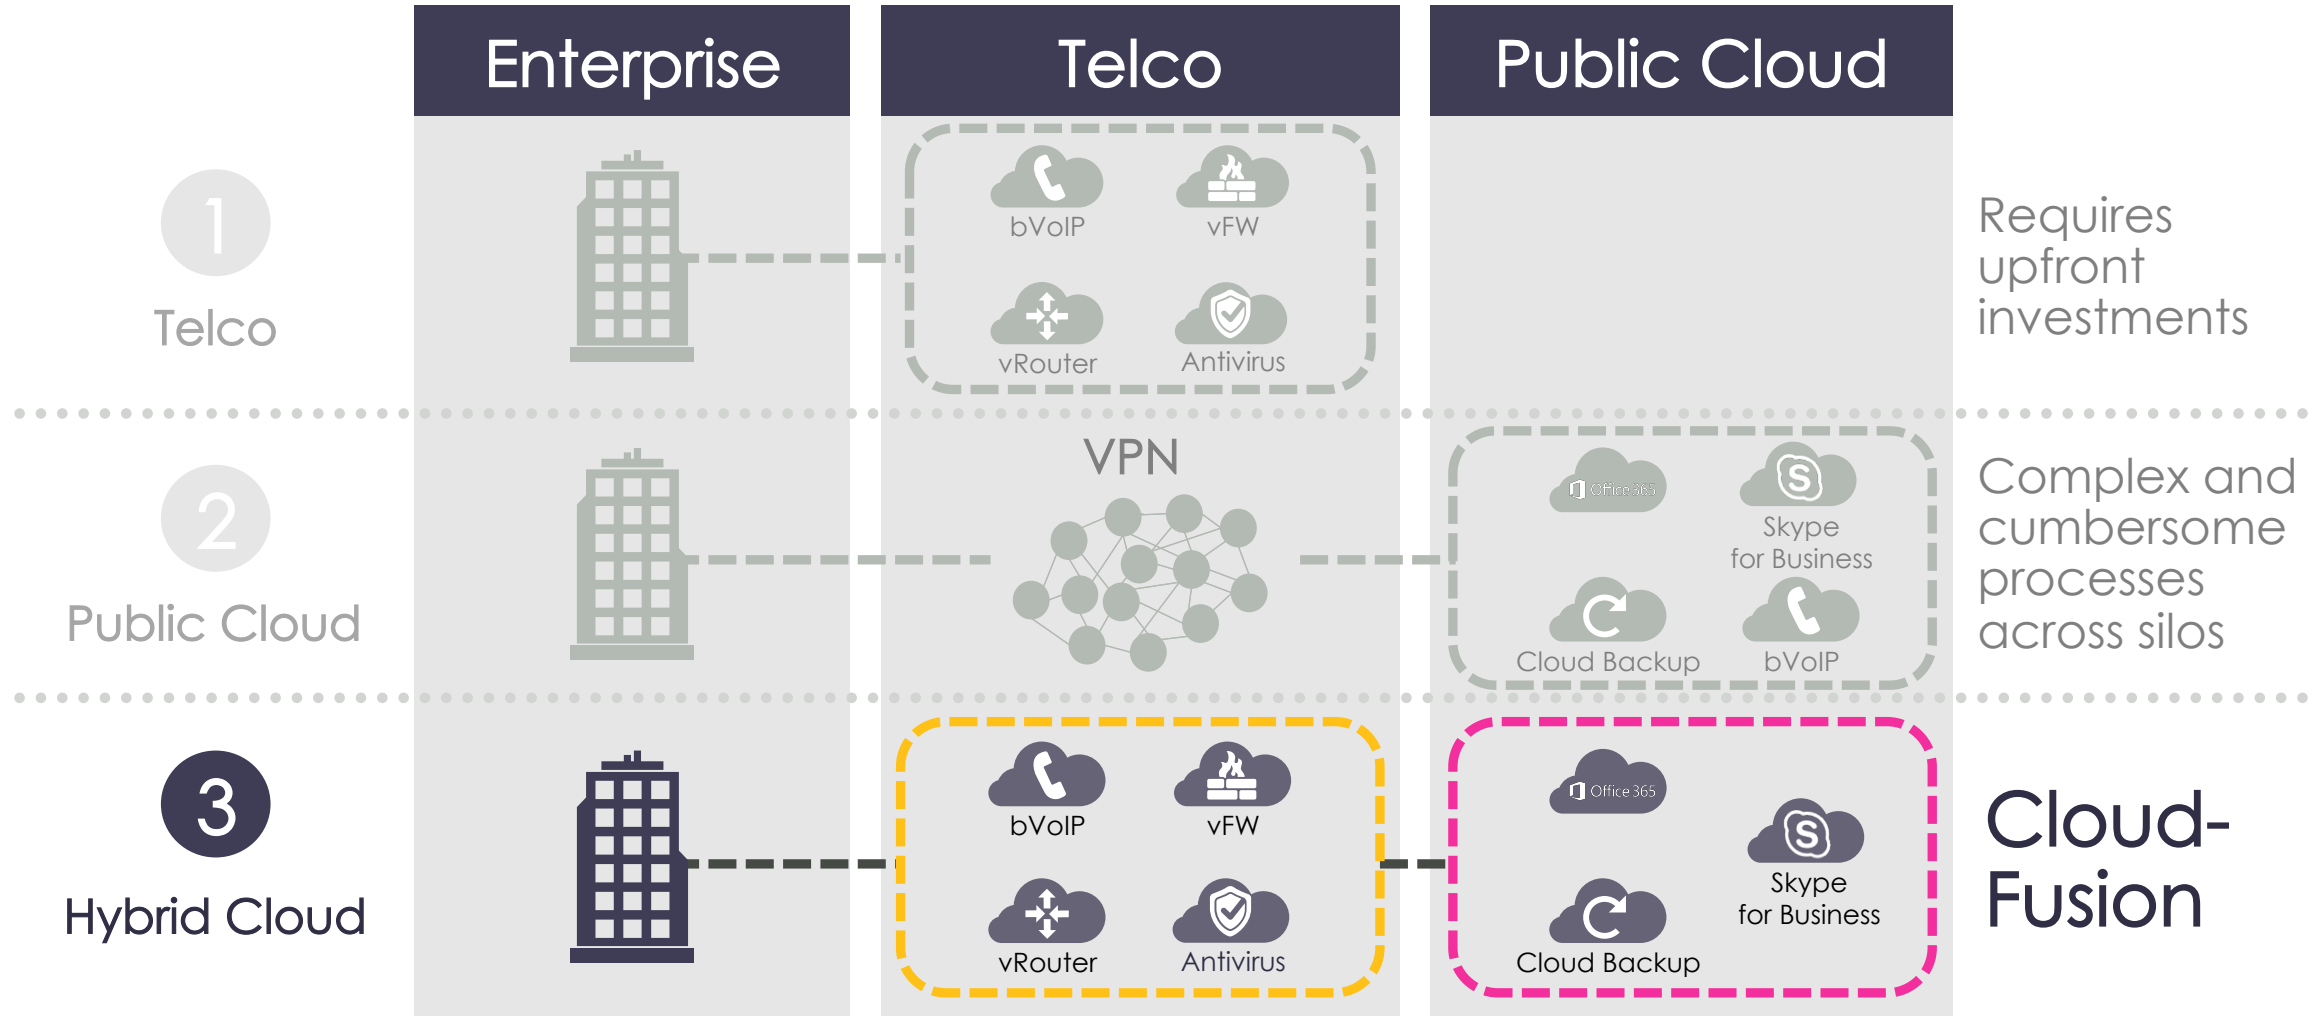 Enterprise
Telco
Public Cloud
1
Telco
bVoIP
vFW
vRouter
Antivirus
Requires
upfront
investments
2
Public Cloud
VPN
Office 365
Skype
for Business
Cloud Backup
bVoIP
Complex and
cumbersome
processes
across silos
3
Hybrid Cloud
bVoIP
vFW
vRouter
Antivirus
Office 365
Skype
for Business
Cloud Backup
Cloud-
Fusion